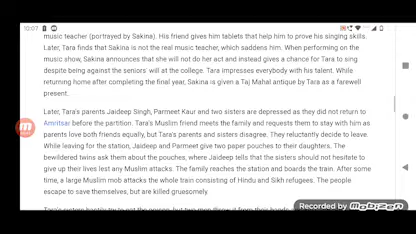 10:07
music teacher (portrayed by Sakina). His friend gives him tablets that help him to prove his singing skills.
Later, Tara finds that Sakina is not the real music teacher, which saddens him. When performing on the
music show, Sakina announces that she will not do her act and instead gives a chance for Tara to sing
despite being against the seniors' will at the college. Tara impresses everybody with his talent. While
returning home after completing the final year, Sakina is given a Taj Mahal antique by Tara as a farewell
present.
Later, Tara's parents Jaideep Singh, Parmeet Kaur and two sisters are depressed as they did not return to
Amritsar before the partition. Tara's Muslim friend meets the family and requests them to stay with him as
parents love both friends equally, but Tara's parents and sisters disagree. They reluctantly decide to leave.
While leaving for the station, Jaideep and Parmeet give two paper pouches to their daughters. The
bewildered twins ask them about the pouches, where Jaideep tells that the sisters should not hesitate to
give up their lives lest any Muslim attacks. The family reaches the station and boards the train. After some
time, a large Muslim mob attacks the whole train consisting of Hindu and Sikh refugees. The people
escape to save themselves, but are killed gruesomely.
Recorded by Mobizen